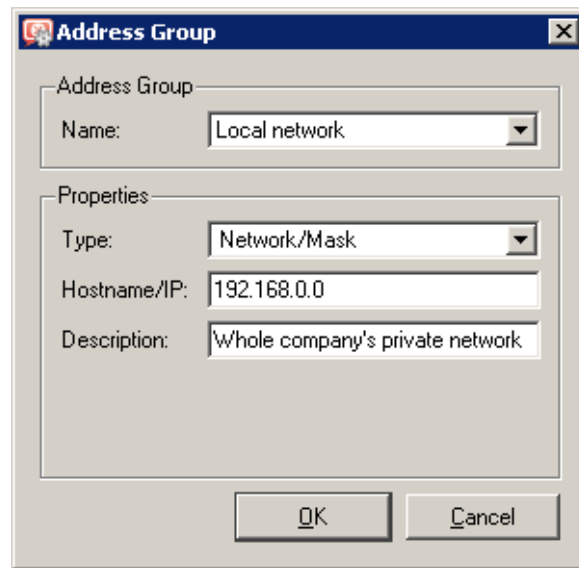 Address Group
Address Group
Name: Local network
Properties
Type: Network/Mask
Hostname/IP: 192.168.0.0
Description: Whole company's private network
OK Cancel